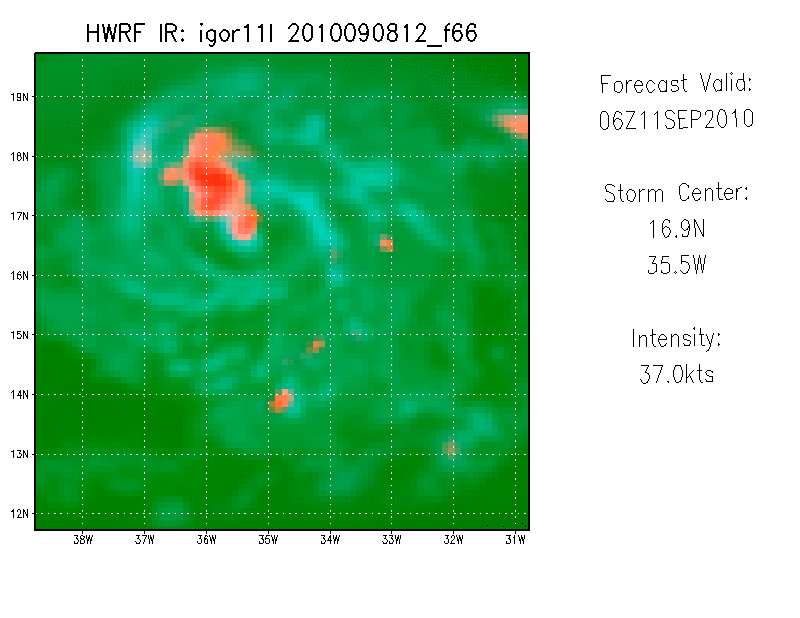 HWRF IR: igor11l 2010090812_f66
Forecast Valid:
06Z11SEP2010
Storm Center:
16.9N
35.5W
Intensity:
37.0kts
19N
18N
17N
16N
15N
14N
13N
12N
38W 37W 36W 35W 34W 33W 32W 31W